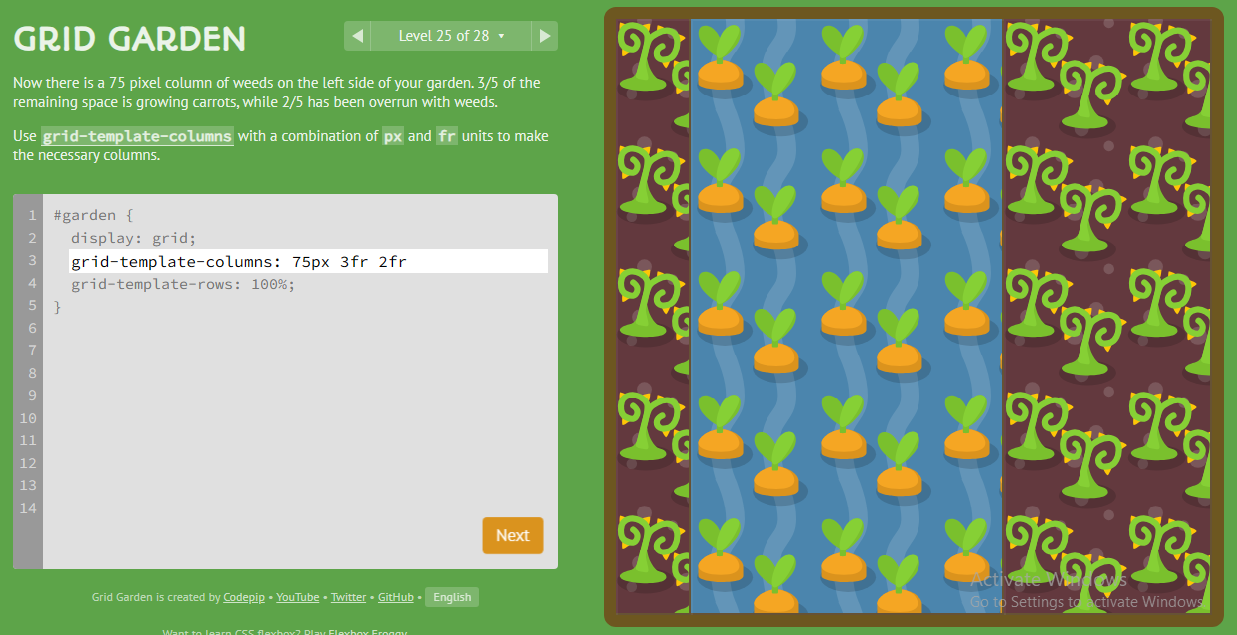 GRID GARDEN
◀ Level 25 of 28 ▾ ▶
Now there is a 75 pixel column of weeds on the left side of your garden. 3/5 of the
remaining space is growing carrots, while 2/5 has been overrun with weeds.
Use grid-template-columns with a combination of px and fr units to make
the necessary columns.
1 #garden {
2 display: grid;
3 grid-template-columns: 75px 3fr 2fr
4 grid-template-rows: 100%;
5 }
6
7
8
9
10
11
12
13
14
Next
Grid Garden is created by Codepip • YouTube • Twitter • GitHub • English
Want to learn CSS flexbox? Play Flexbox Froggy.
Activate Windows
Go to Settings to activate Windows.